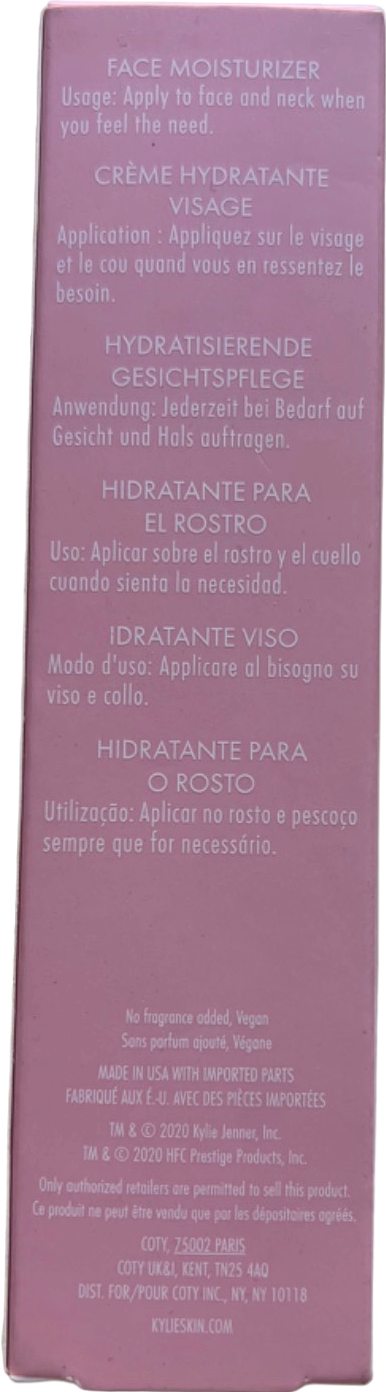 FACE MOISTURIZER
Usage: Apply to face and neck when
you feel the need.
CRÈME HYDRATANTE
VISAGE
Application : Appliquez sur le visage
et le cou quand vous en ressentez le
besoin.
HYDRATISIERENDE
GESICHTSPFLEGE
Anwendung: Jederzeit bei Bedarf auf
Gesicht und Hals auftragen.
HIDRATANTE PARA
EL ROSTRO
Uso: Aplicar sobre el rostro y el cuello
cuando sienta la necesidad.
IDRATANTE VISO
Modo d'uso: Applicare al bisogno su
viso e collo.
HIDRATANTE PARA
O ROSTO
Utilização: Aplicar no rosto e pescoço
sempre que for necessário.
No fragrance added, Vegan
Sans parfum ajouté, Végane
MADE IN USA WITH IMPORTED PARTS
FABRIQUÉ AUX É.-U. AVEC DES PIÈCES IMPORTÉES
TM & © 2020 Kylie Jenner, Inc.
TM & © 2020 HFC Prestige Products, Inc.
Only authorized retailers are permitted to sell this product.
Ce produit ne peut être vendu que par les dépositaires agréés.
COTY, 75002 PARIS
COTY UK&I, KENT, TN25 4AQ
DIST. FOR/POUR COTY INC., NY, NY 10118
KYLIESKIN.COM